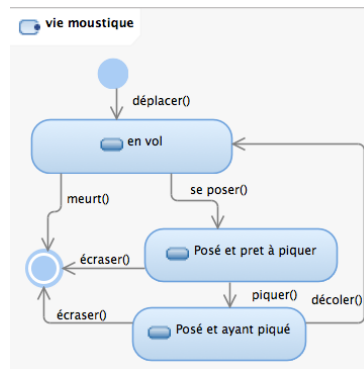 vie moustique
déplacer()
en vol
meurt()
se poser()
Posé et pret à piquer
écraser()
piquer()
décoler()
écraser()
Posé et ayant piqué